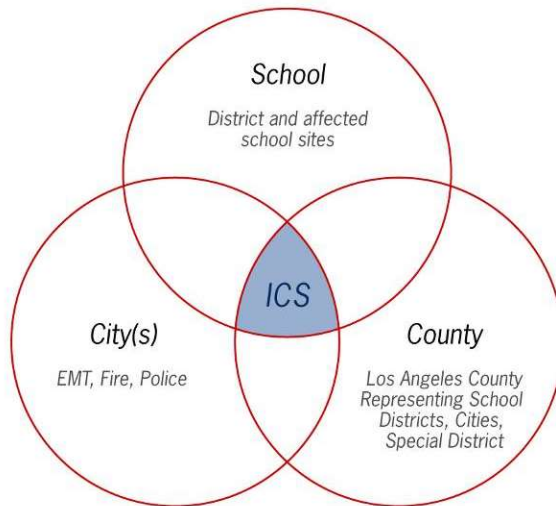 School
District and affected
school sites
ICS
City(s)
EMT, Fire, Police
County
Los Angeles County
Representing School
Districts, Cities,
Special District